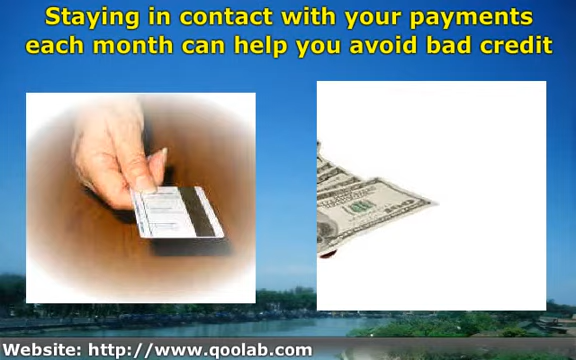 Staying in contact with your payments
each month can help you avoid bad credit
Website: http://www.qoolab.com